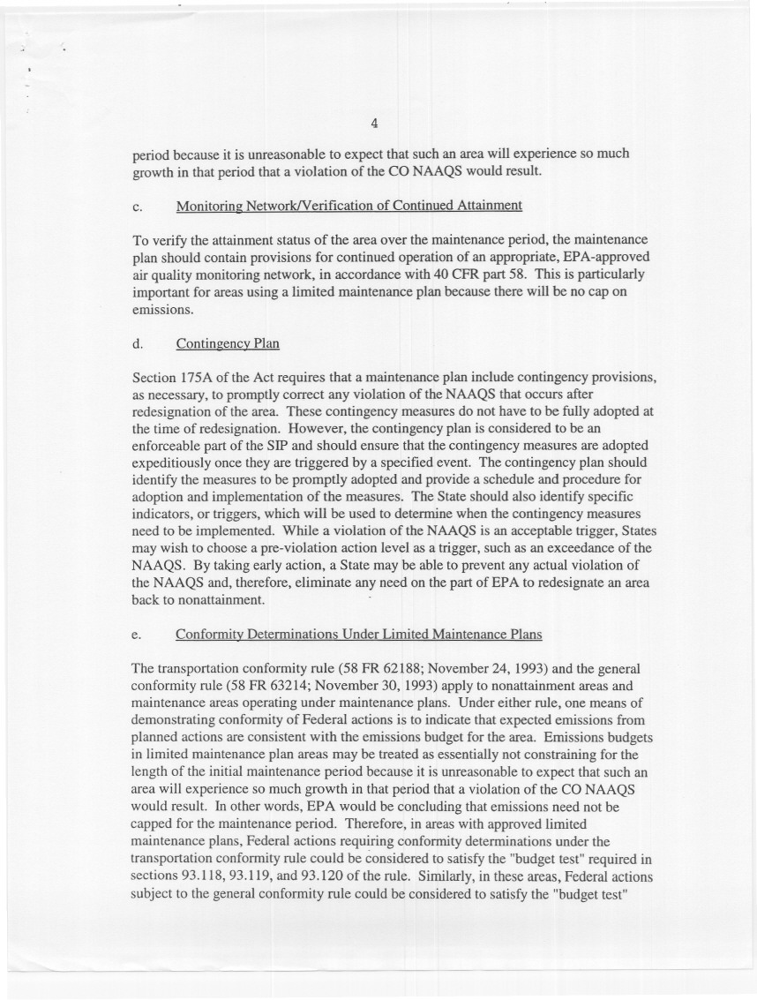 4
period because it is unreasonable to expect that such an area will experience so much
growth in that period that a violation of the CO NAAQS would result.
c. Monitoring Network/Verification of Continued Attainment
To verify the attainment status of the area over the maintenance period, the maintenance
plan should contain provisions for continued operation of an appropriate, EPA-approved
air quality monitoring network, in accordance with 40 CFR part 58. This is particularly
important for areas using a limited maintenance plan because there will be no cap on
emissions.
d. Contingency Plan
Section 175A of the Act requires that a maintenance plan include contingency provisions,
as necessary, to promptly correct any violation of the NAAQS that occurs after
redesignation of the area. These contingency measures do not have to be fully adopted at
the time of redesignation. However, the contingency plan is considered to be an
enforceable part of the SIP and should ensure that the contingency measures are adopted
expeditiously once they are triggered by a specified event. The contingency plan should
identify the measures to be promptly adopted and provide a schedule and procedure for
adoption and implementation of the measures. The State should also identify specific
indicators, or triggers, which will be used to determine when the contingency measures
need to be implemented. While a violation of the NAAQS is an acceptable trigger, States
may wish to choose a pre-violation action level as a trigger, such as an exceedance of the
NAAQS. By taking early action, a State may be able to prevent any actual violation of
the NAAQS and, therefore, eliminate any need on the part of EPA to redesignate an area
back to nonattainment.
e. Conformity Determinations Under Limited Maintenance Plans
The transportation conformity rule (58 FR 62188; November 24, 1993) and the general
conformity rule (58 FR 63214; November 30, 1993) apply to nonattainment areas and
maintenance areas operating under maintenance plans. Under either rule, one means of
demonstrating conformity of Federal actions is to indicate that expected emissions from
planned actions are consistent with the emissions budget for the area. Emissions budgets
in limited maintenance plan areas may be treated as essentially not constraining for the
length of the initial maintenance period because it is unreasonable to expect that such an
area will experience so much growth in that period that a violation of the CO NAAQS
would result. In other words, EPA would be concluding that emissions need not be
capped for the maintenance period. Therefore, in areas with approved limited
maintenance plans, Federal actions requiring conformity determinations under the
transportation conformity rule could be considered to satisfy the "budget test" required in
sections 93.118, 93.119, and 93.120 of the rule. Similarly, in these areas, Federal actions
subject to the general conformity rule could be considered to satisfy the "budget test"